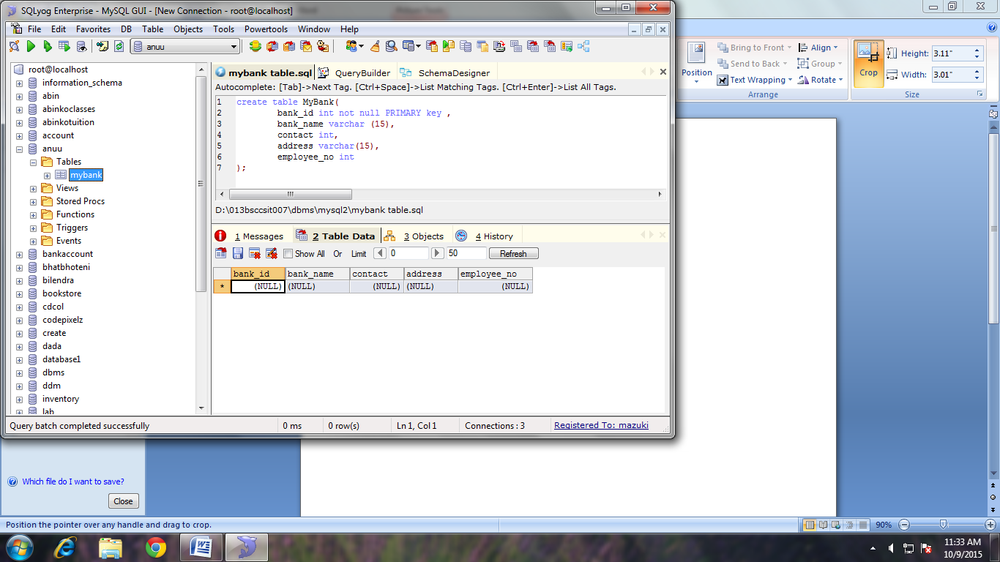 SQLyog Enterprise - MySQL GUI - [New Connection - root@localhost]
File Edit Favorites DB Table Objects Tools Powertools Window Help
anuu
root@localhost
information_schema
abin
abinkoclasses
abinkotuition
account
anuu
Tables
mybank
Views
Stored Procs
Functions
Triggers
Events
bankaccount
bhatbhoteni
bilendra
bookstore
cdcol
codepixelz
create
dada
database1
dbms
ddm
inventory
lab
mybank table.sql QueryBuilder SchemaDesigner
Autocomplete: [Tab]->Next Tag. [Ctrl+Space]->List Matching Tags. [Ctrl+Enter]->List All Tags.
1 create table MyBank(
2 bank_id int not null PRIMARY key ,
3 bank_name varchar (15),
4 contact int,
5 address varchar(15),
6 employee_no int
7 );
D:\013bsccsit007\dbms\mysql2\mybank table.sql
1 Messages 2 Table Data 3 Objects 4 History
Show All Or Limit 0 50 Refresh
bank_id bank_name contact address employee_no
* (NULL) (NULL) (NULL) (NULL) (NULL)
Query batch completed successfully 0 ms 0 row(s) Ln 1, Col 1 Connections : 3 Registered To: mazuki
Position
Bring to Front
Send to Back
Text Wrapping
Align
Group
Rotate
Arrange
Crop
Height: 3.11"
Width: 3.01"
Size
Which file do I want to save?
Close
Position the pointer over any handle and drag to crop.
90%
11:33 AM
10/9/2015